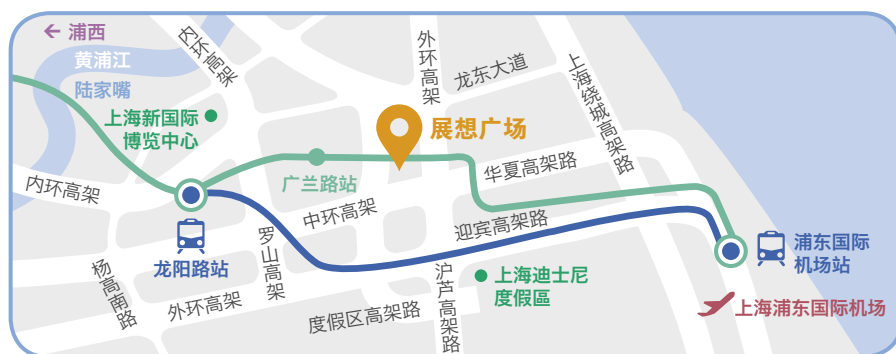 浦西
黄浦江
陆家嘴
上海新国际
博览中心
内环高架
外环高架
龙东大道
上海绕城高架路
展想广场
广兰路站
华夏高架路
内环高架
中环高架
迎宾高架路
龙阳路站
罗山高架
浦东国际
机场站
杨高南路
外环高架
度假区高架路
沪芦高架路
上海迪士尼
度假區
上海浦东国际机场